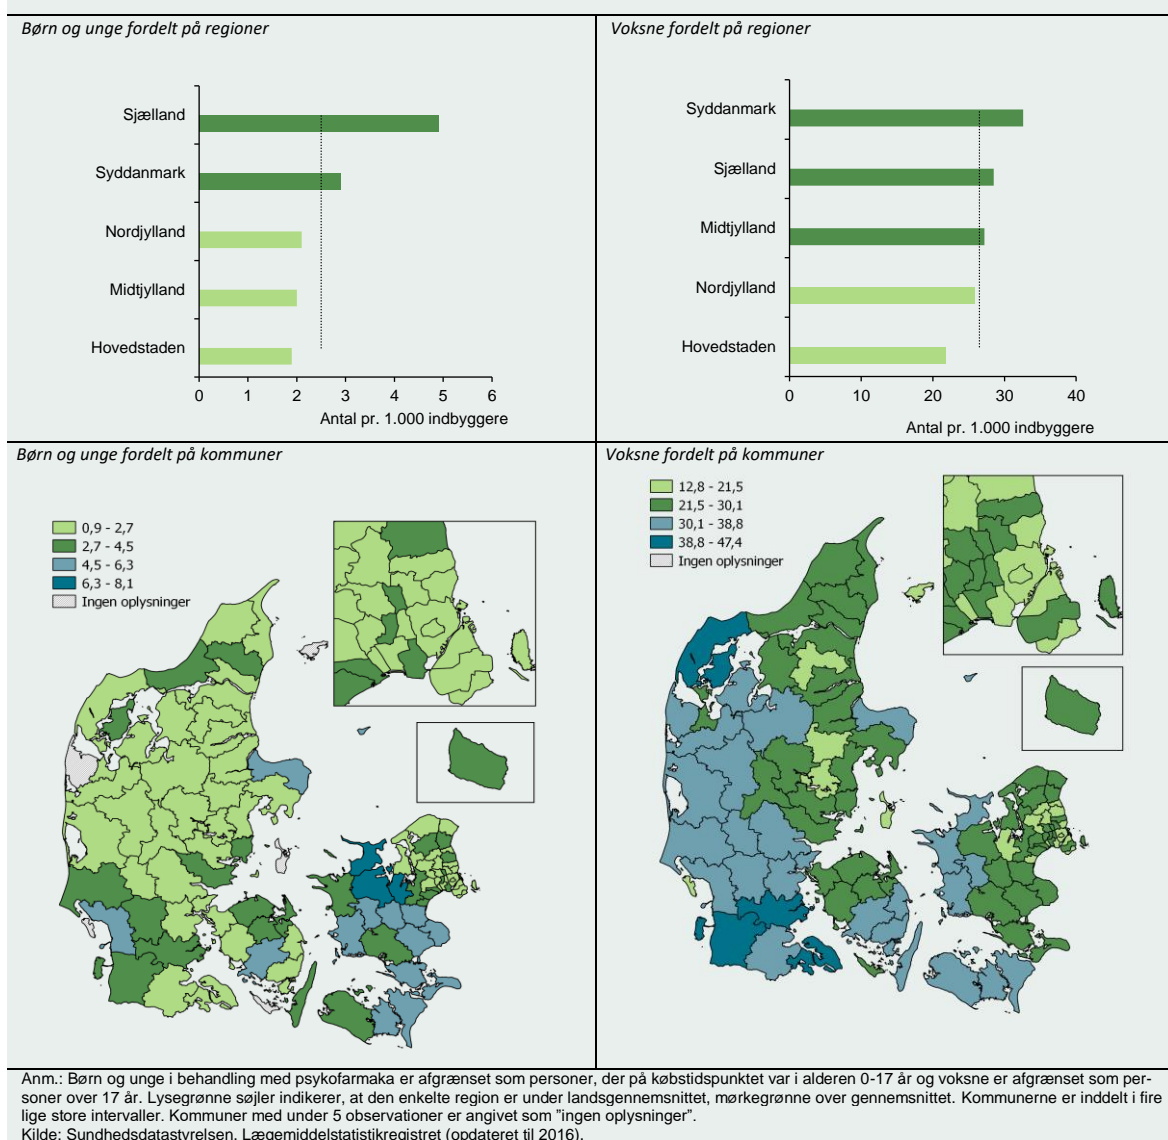 Børn og unge fordelt på regioner
Sjælland
Syddanmark
Nordjylland
Midtjylland
Hovedstaden
0 1 2 3 4 5 6
Antal pr. 1.000 indbyggere
Voksne fordelt på regioner
Syddanmark
Sjælland
Midtjylland
Nordjylland
Hovedstaden
0 20 30 40
Antal pr. 1.000 indbyggere
Børn og unge fordelt på kommuner
0,9 - 2,7
2,7 - 4,5
4,5 - 6,3
6,3 - 8,1
Ingen oplysninger
Voksne fordelt på kommuner
12,8 - 21,5
21,5 - 30,1
30,1 - 38,8
38,8 - 47,4
Ingen oplysninger
Anm.: Børn og unge i behandling med psykofarmaka er afgrænset som personer, der på købstidspunktet var i alderen 0-17 år og voksne er afgrænset som per-
soner over 17 år. Lysegrønne søjler indikerer, at den enkelte region er under landsgennemsnittet, mørkegrønne over gennemsnittet. Kommunerne er inddelt i fire
lige store intervaller. Kommuner med under 5 observationer er angivet som ”ingen oplysninger”.
Kilde: Sundhedsdatastyrelsen, Lægemiddelstatistikregistret (opdateret til 2016).